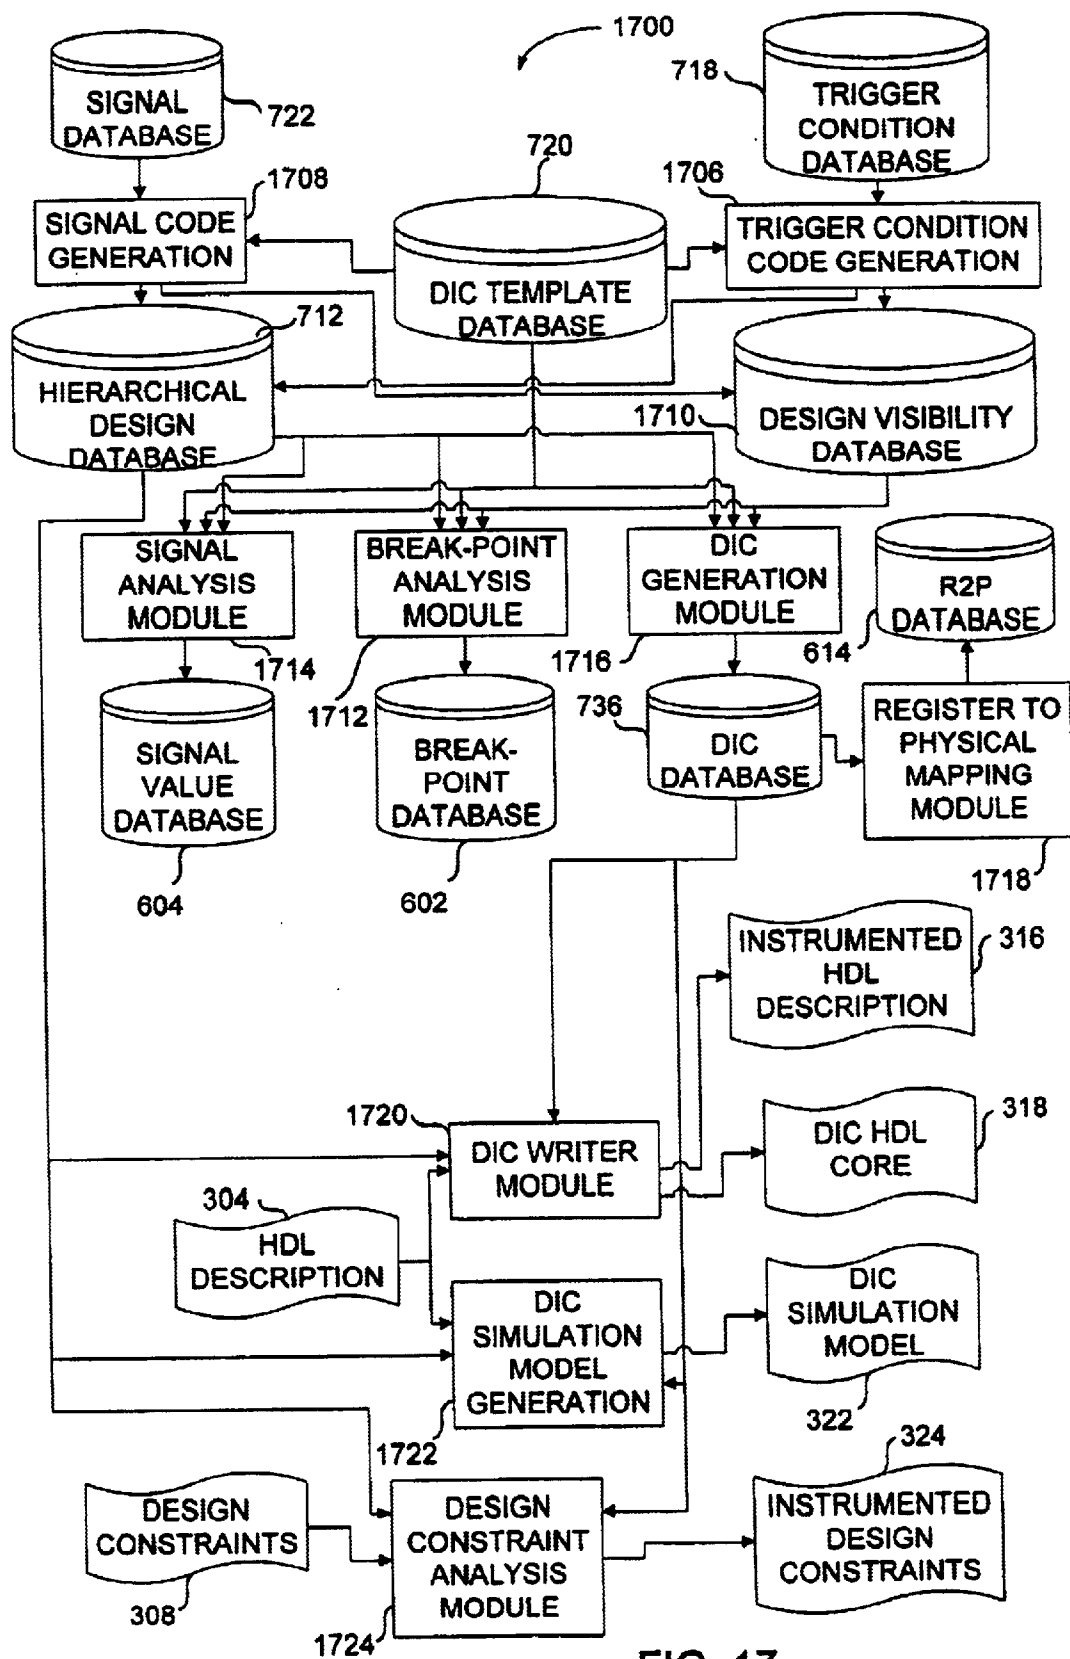 1700
SIGNAL
DATABASE
722
718
TRIGGER
CONDITION
DATABASE
720
1708
1706
SIGNAL CODE
GENERATION
DIC TEMPLATE
DATABASE
TRIGGER CONDITION
CODE GENERATION
712
HIERARCHICAL
DESIGN
DATABASE
1710
DESIGN VISIBILITY
DATABASE
SIGNAL
ANALYSIS
MODULE
1714
BREAK-POINT
ANALYSIS
MODULE
1712
DIC
GENERATION
MODULE
1716
R2P
DATABASE
614
SIGNAL
VALUE
DATABASE
604
BREAK-
POINT
DATABASE
602
736
DIC
DATABASE
REGISTER TO
PHYSICAL
MAPPING
MODULE
1718
INSTRUMENTED
HDL
DESCRIPTION
316
1720
DIC WRITER
MODULE
DIC HDL
CORE
318
304
HDL
DESCRIPTION
DIC
SIMULATION
MODEL
GENERATION
1722
DIC
SIMULATION
MODEL
322
DESIGN
CONSTRAINTS
308
DESIGN
CONSTRAINT
ANALYSIS
MODULE
1724
324
INSTRUMENTED
DESIGN
CONSTRAINTS
FIG. 17